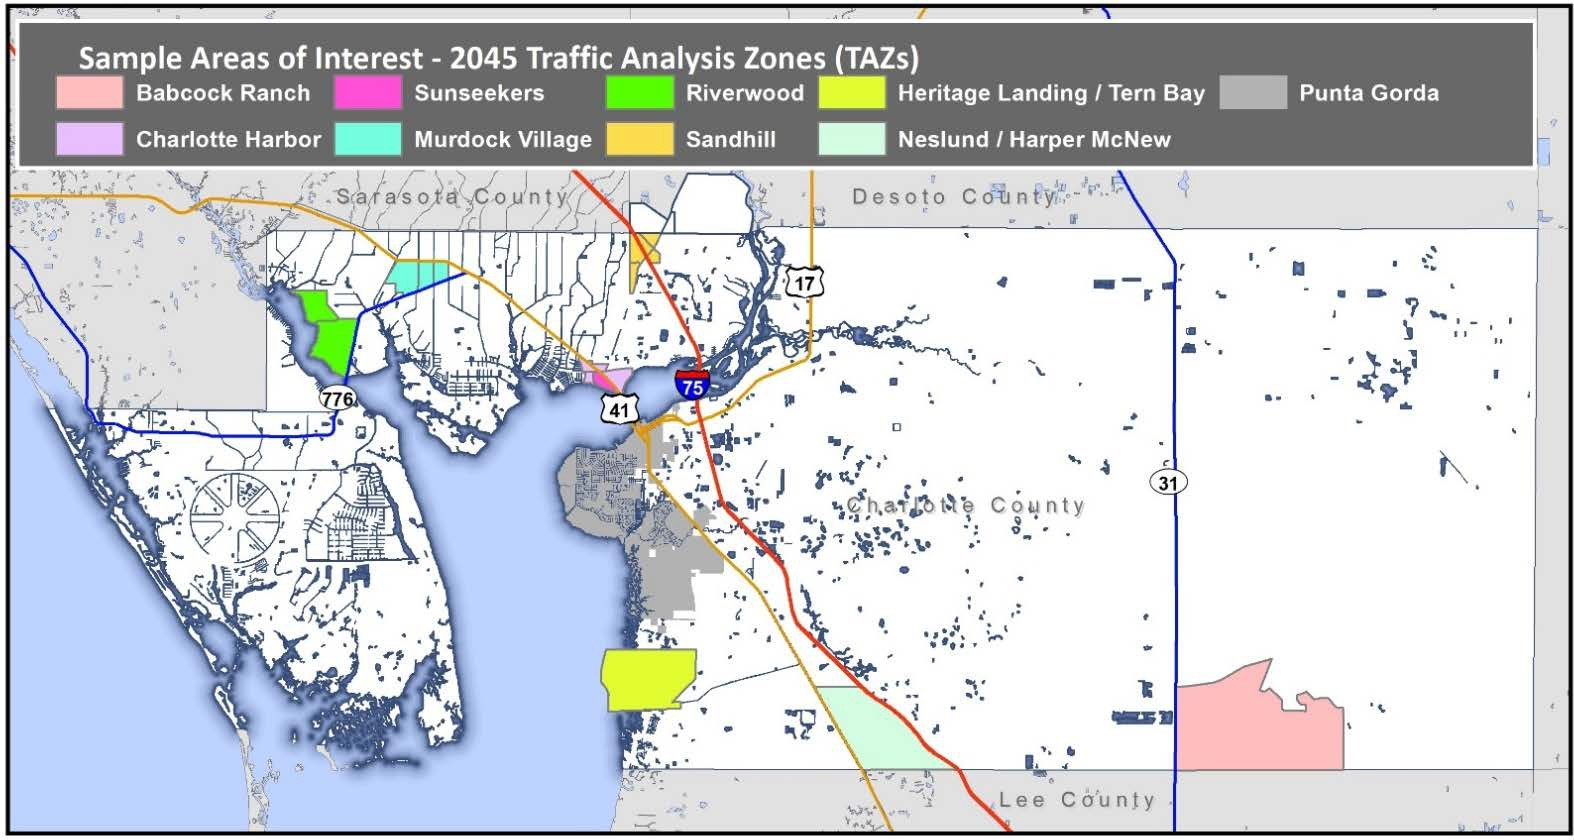 Sample Areas of Interest - 2045 Traffic Analysis Zones (TAZs)
Babcock Ranch Sunseekers Riverwood Heritage Landing / Tern Bay Punta Gorda
Charlotte Harbor Murdock Village Sandhill Neslund / Harper McNew
Sarasota County Desoto County
17
75
776
41
31
Charlotte County
Lee County